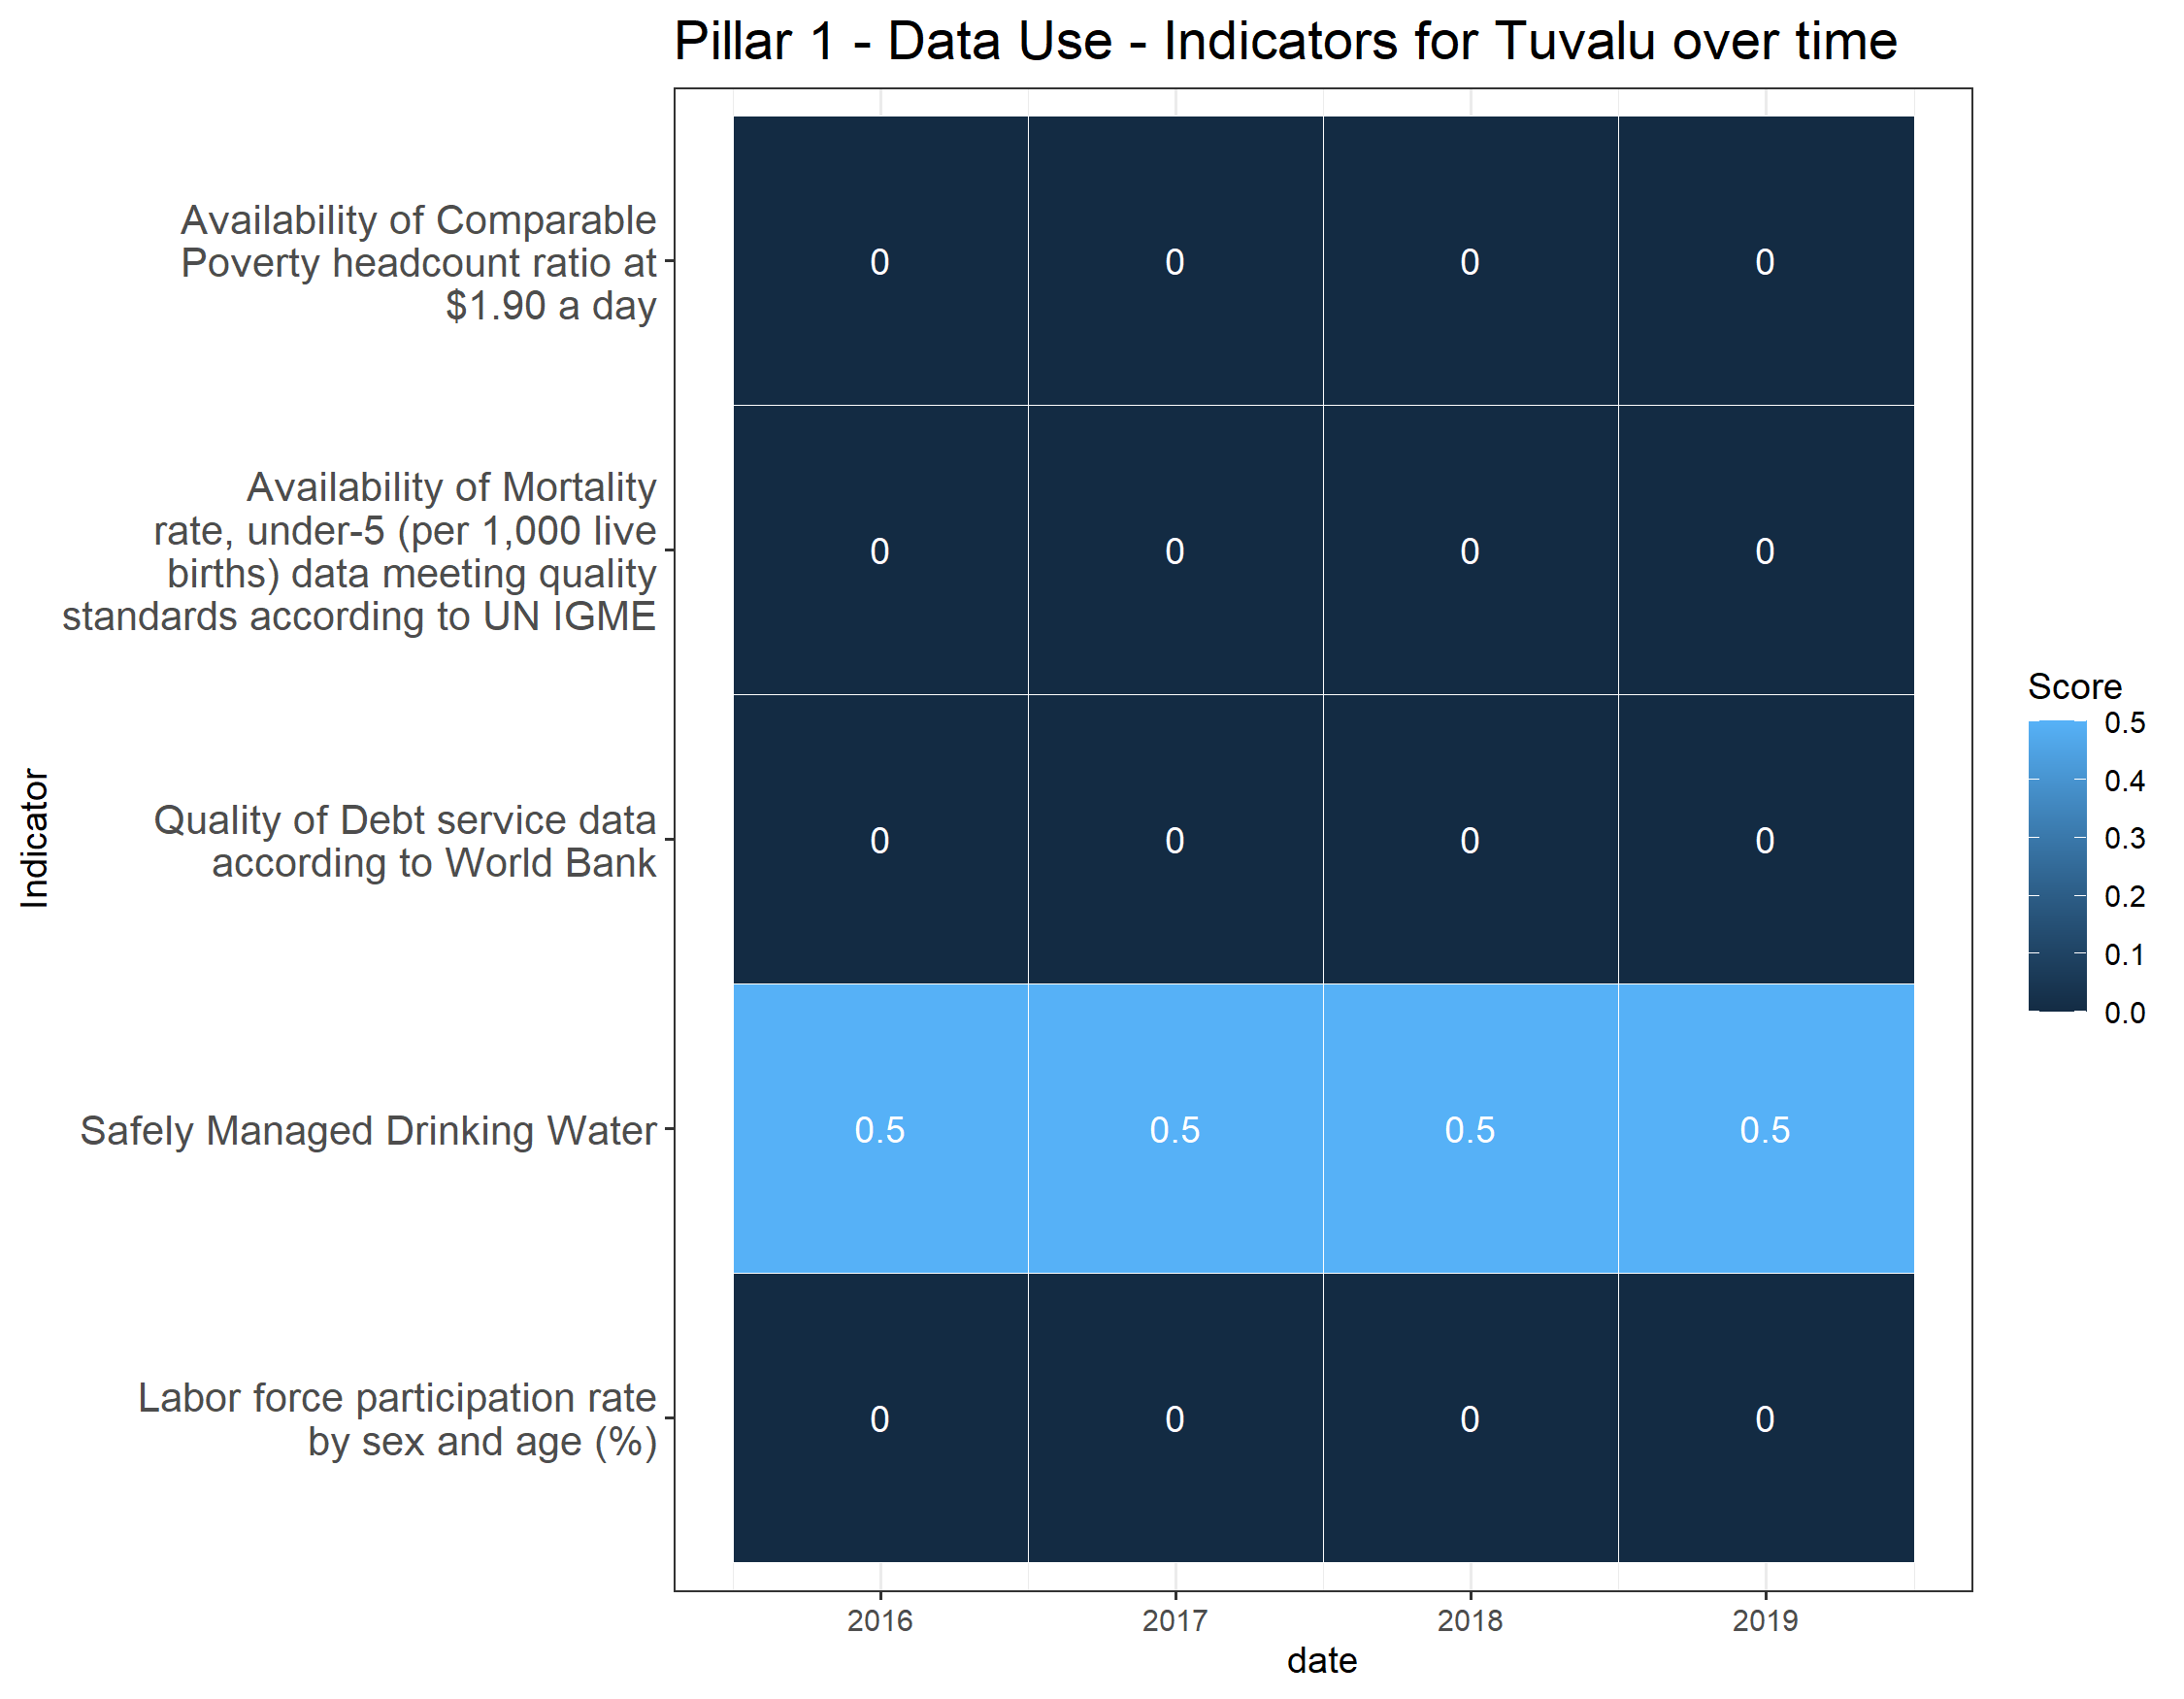 Pillar 1 - Data Use - Indicators for Tuvalu over time
Indicator
Availability of Comparable
Poverty headcount ratio at
$1.90 a day
0 0 0 0
Availability of Mortality
rate, under-5 (per 1,000 live
births) data meeting quality
standards according to UN IGME
0 0 0 0
Quality of Debt service data
according to World Bank
0 0 0 0
Safely Managed Drinking Water
0.5 0.5 0.5 0.5
Labor force participation rate
by sex and age (%)
0 0 0 0
2016 2017 2018 2019
date
Score
0.5
0.4
0.3
0.2
0.1
0.0